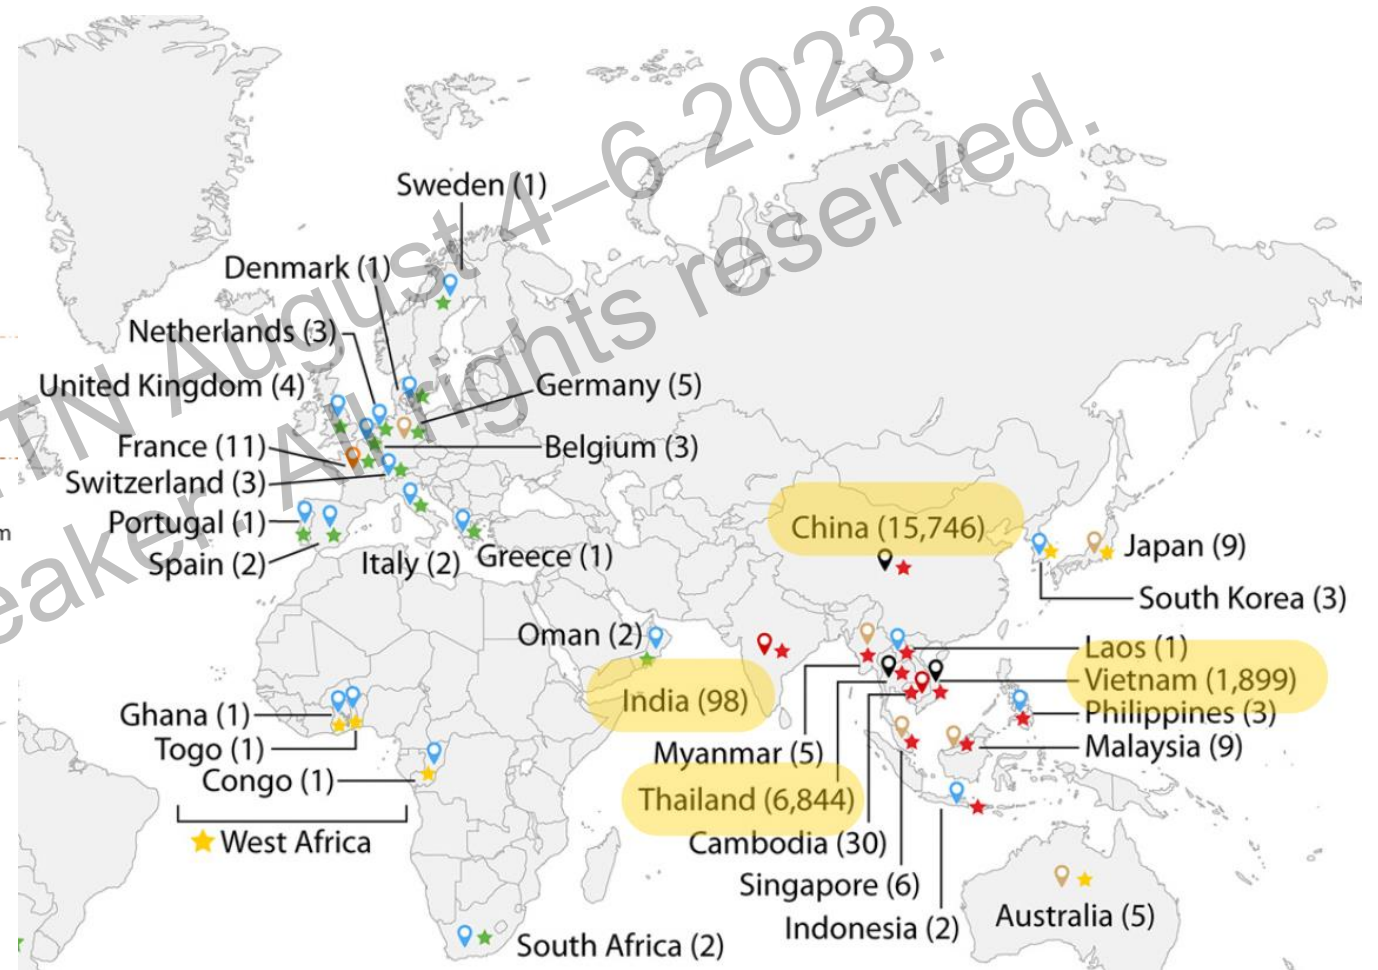 TN August 4–6 2023.
eaker. All rights reserved.
Sweden (1)
Denmark (1)
Netherlands (3)
United Kingdom (4)
Germany (5)
France (11)
Belgium (3)
Switzerland (3)
Portugal (1)
Spain (2)
Italy (2)
Greece (1)
China (15,746)
Japan (9)
South Korea (3)
Oman (2)
India (98)
Laos (1)
Vietnam (1,899)
Philippines (3)
Malaysia (9)
Ghana (1)
Togo (1)
Congo (1)
West Africa
Myanmar (5)
Thailand (6,844)
Cambodia (30)
Singapore (6)
Indonesia (2)
Australia (5)
South Africa (2)
m